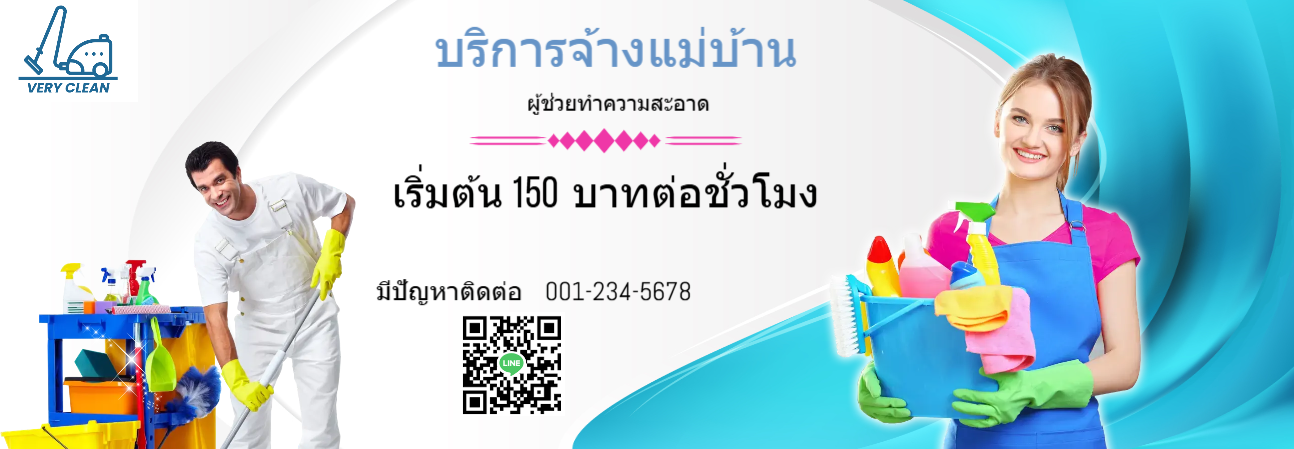 VERY CLEAN
บริการจ้างแม่บ้าน
ผู้ช่วยทำความสะอาด
เริ่มต้น 150 บาทต่อชั่วโมง
มีปัญหาติดต่อ 001-234-5678
LINE